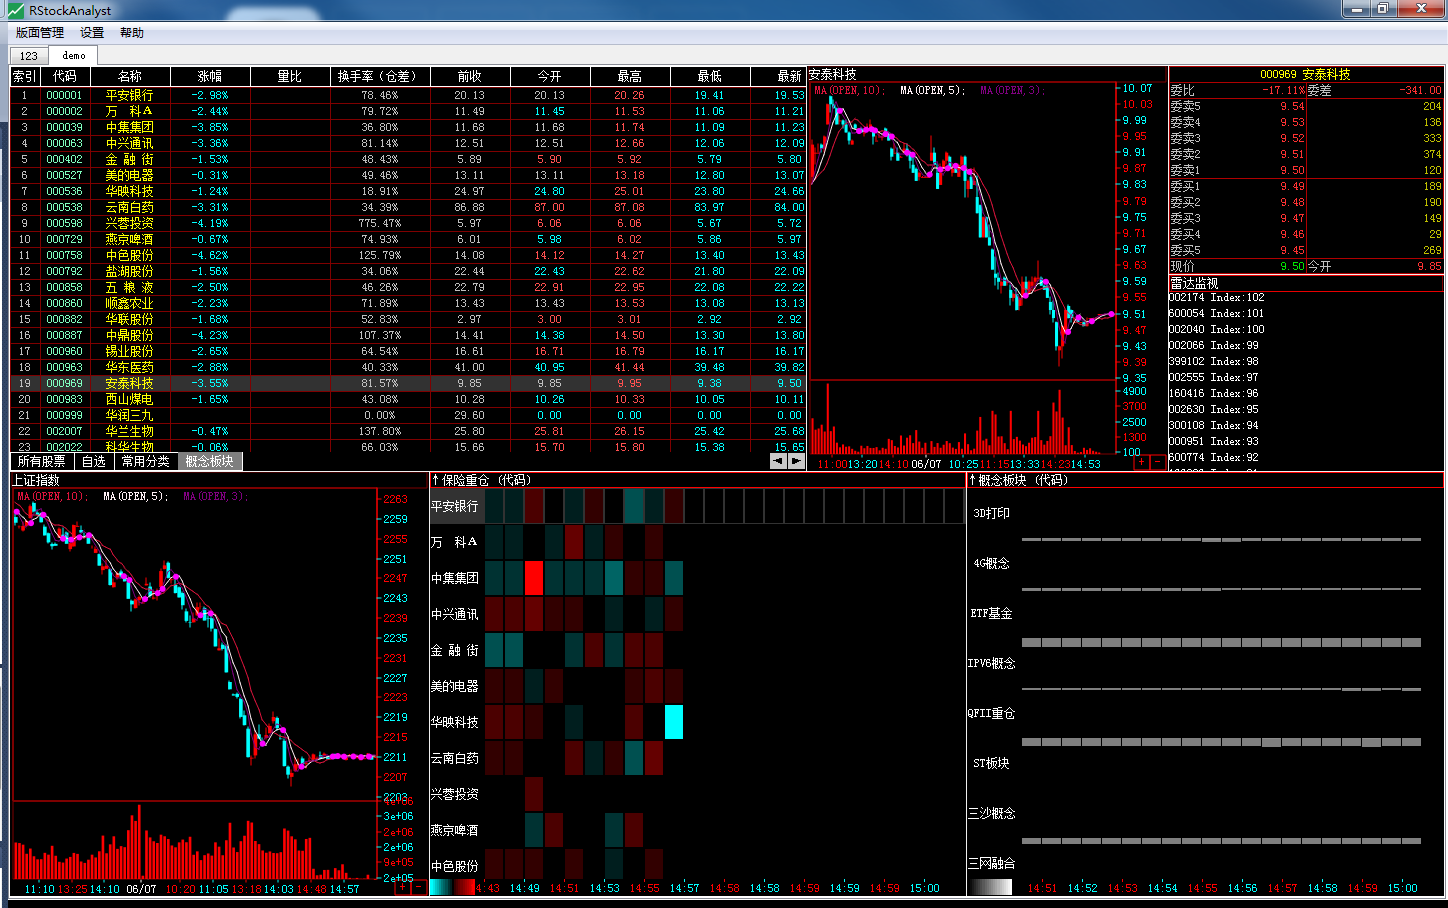 RStockAnalyst
版面管理 设置 帮助
123 demo
索引 代码 名称 涨幅 量比 换手率（仓差） 前收 今开 最高 最低 最新
1 000001 平安银行 -2.98% 78.46% 20.13 20.13 20.26 19.41 19.53
2 000002 万 科A -2.44% 79.72% 11.49 11.45 11.53 11.06 11.21
3 000039 中集集团 -3.85% 36.80% 11.68 11.68 11.74 11.09 11.23
4 000063 中兴通讯 -3.36% 81.14% 12.51 12.51 12.66 12.06 12.09
5 000402 金 融 街 -1.53% 48.43% 5.89 5.90 5.92 5.79 5.80
6 000527 美的电器 -0.31% 49.46% 13.11 13.11 13.18 12.80 13.07
7 000536 华映科技 -1.24% 18.91% 24.97 24.80 25.01 23.80 24.66
8 000538 云南白药 -3.31% 34.39% 86.88 87.00 87.08 83.97 84.00
9 000598 兴蓉投资 -4.19% 775.47% 5.97 6.06 6.06 5.67 5.72
10 000729 燕京啤酒 -0.67% 74.93% 6.01 5.98 6.02 5.86 5.97
11 000758 中色股份 -4.62% 125.79% 14.08 14.12 14.27 13.40 13.43
12 000792 盐湖股份 -1.56% 34.06% 22.44 22.43 22.62 21.80 22.09
13 000858 五 粮 液 -2.50% 46.26% 22.79 22.91 22.95 22.08 22.22
14 000860 顺鑫农业 -2.23% 71.89% 13.43 13.43 13.53 13.08 13.13
15 000882 华联股份 -1.68% 52.83% 2.97 3.00 3.01 2.92 2.92
16 000887 中鼎股份 -4.23% 107.37% 14.41 14.38 14.50 13.30 13.80
17 000960 锡业股份 -2.65% 64.54% 16.61 16.71 16.79 16.17 16.17
18 000963 华东医药 -2.88% 40.33% 41.00 40.95 41.44 39.48 39.82
19 000969 安泰科技 -3.55% 81.57% 9.85 9.85 9.95 9.38 9.50
20 000983 西山煤电 -1.65% 43.08% 10.28 10.26 10.33 10.05 10.11
21 000999 华润三九 0.00% 29.60 0.00 0.00 0.00 0.00
22 002007 华兰生物 -0.47% 137.80% 25.80 25.81 26.15 25.42 25.68
23 002022 科华生物 -0.06% 66.03% 15.66 15.70 15.80 15.38 15.65
所有股票 自选 常用分类 概念板块
安泰科技
MA(OPEN,10); MA(OPEN,5); MA(OPEN,3);
10.07
10.03
9.99
9.95
9.91
9.87
9.83
9.79
9.75
9.71
9.67
9.63
9.59
9.55
9.51
9.47
9.43
9.39
9.35
4900
3700
2500
1300
100
11:00 13:20 14:10 06/07 10:25 11:15 13:33 14:23 14:53
000969 安泰科技
委比 -17.11% 委差 -341.00
委卖5 9.54 204
委卖4 9.53 136
委卖3 9.52 333
委卖2 9.51 374
委卖1 9.50 120
委买1 9.49 189
委买2 9.48 190
委买3 9.47 149
委买4 9.46 29
委买5 9.45 269
现价 9.50 今开 9.85
雷达监视
002174 Index:102
600054 Index:101
002040 Index:100
002066 Index:99
399102 Index:98
002555 Index:97
160416 Index:96
002630 Index:95
300108 Index:94
000951 Index:93
600774 Index:92
上证指数
MA(OPEN,10); MA(OPEN,5); MA(OPEN,3);
2263
2259
2255
2251
2247
2243
2239
2235
2231
2227
2223
2219
2215
2211
2207
2203
3e+06
2e+06
2e+06
9e+05
2e+05
11:10 13:25 14:10 06/07 10:20 11:05 13:18 14:03 14:48 14:57
↑保险重仓（代码）
平安银行
万 科A
中集集团
中兴通讯
金 融 街
美的电器
华映科技
云南白药
兴蓉投资
燕京啤酒
中色股份
4:43 14:49 14:51 14:53 14:55 14:57 14:58 14:58 14:59 14:59 14:59 15:00
↑概念板块（代码）
3D打印
4G概念
ETF基金
IPV6概念
QFII重仓
ST板块
三沙概念
三网融合
14:51 14:52 14:53 14:54 14:55 14:56 14:57 14:58 14:59 15:00